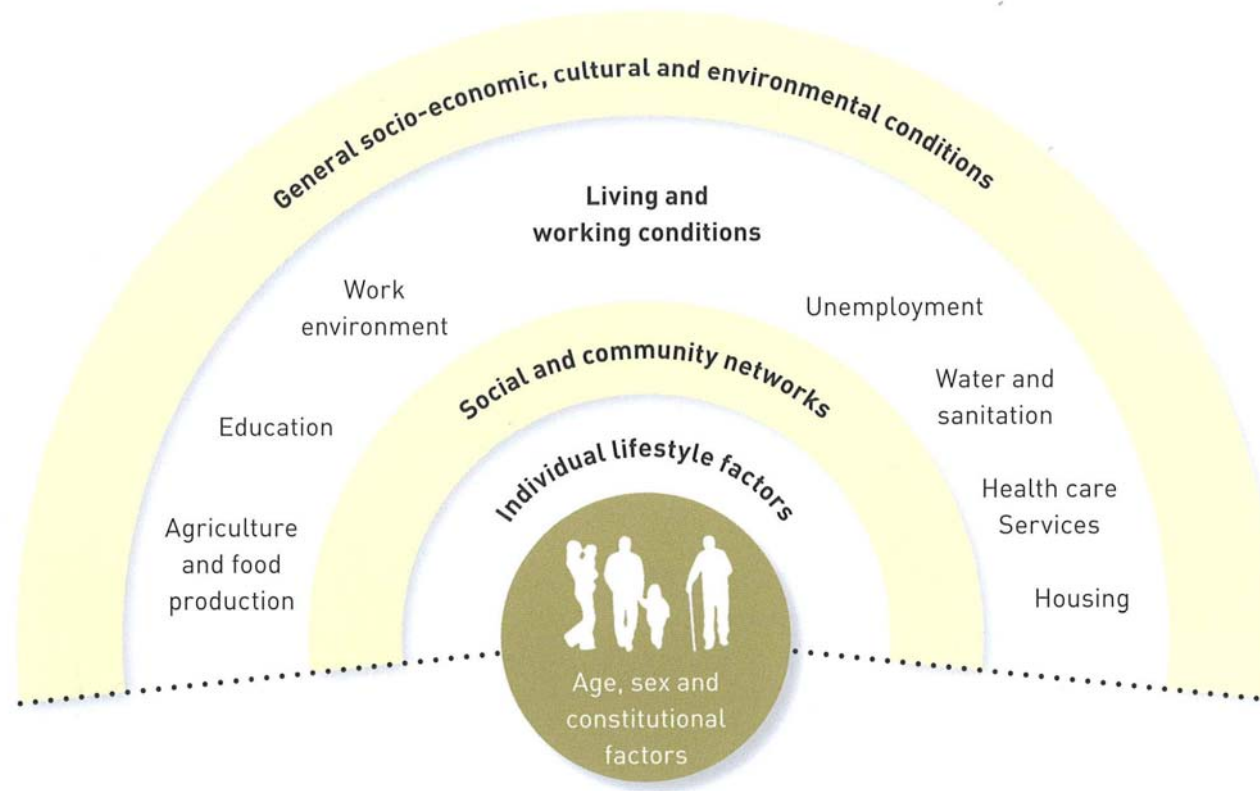 General socio-economic, cultural and environmental conditions
Living and
working conditions
Work
environment
Unemployment
Social and community networks
Water and
sanitation
Education
Individual lifestyle factors
Health care
Services
Agriculture
and food
production
Housing
Age, sex and
constitutional
factors